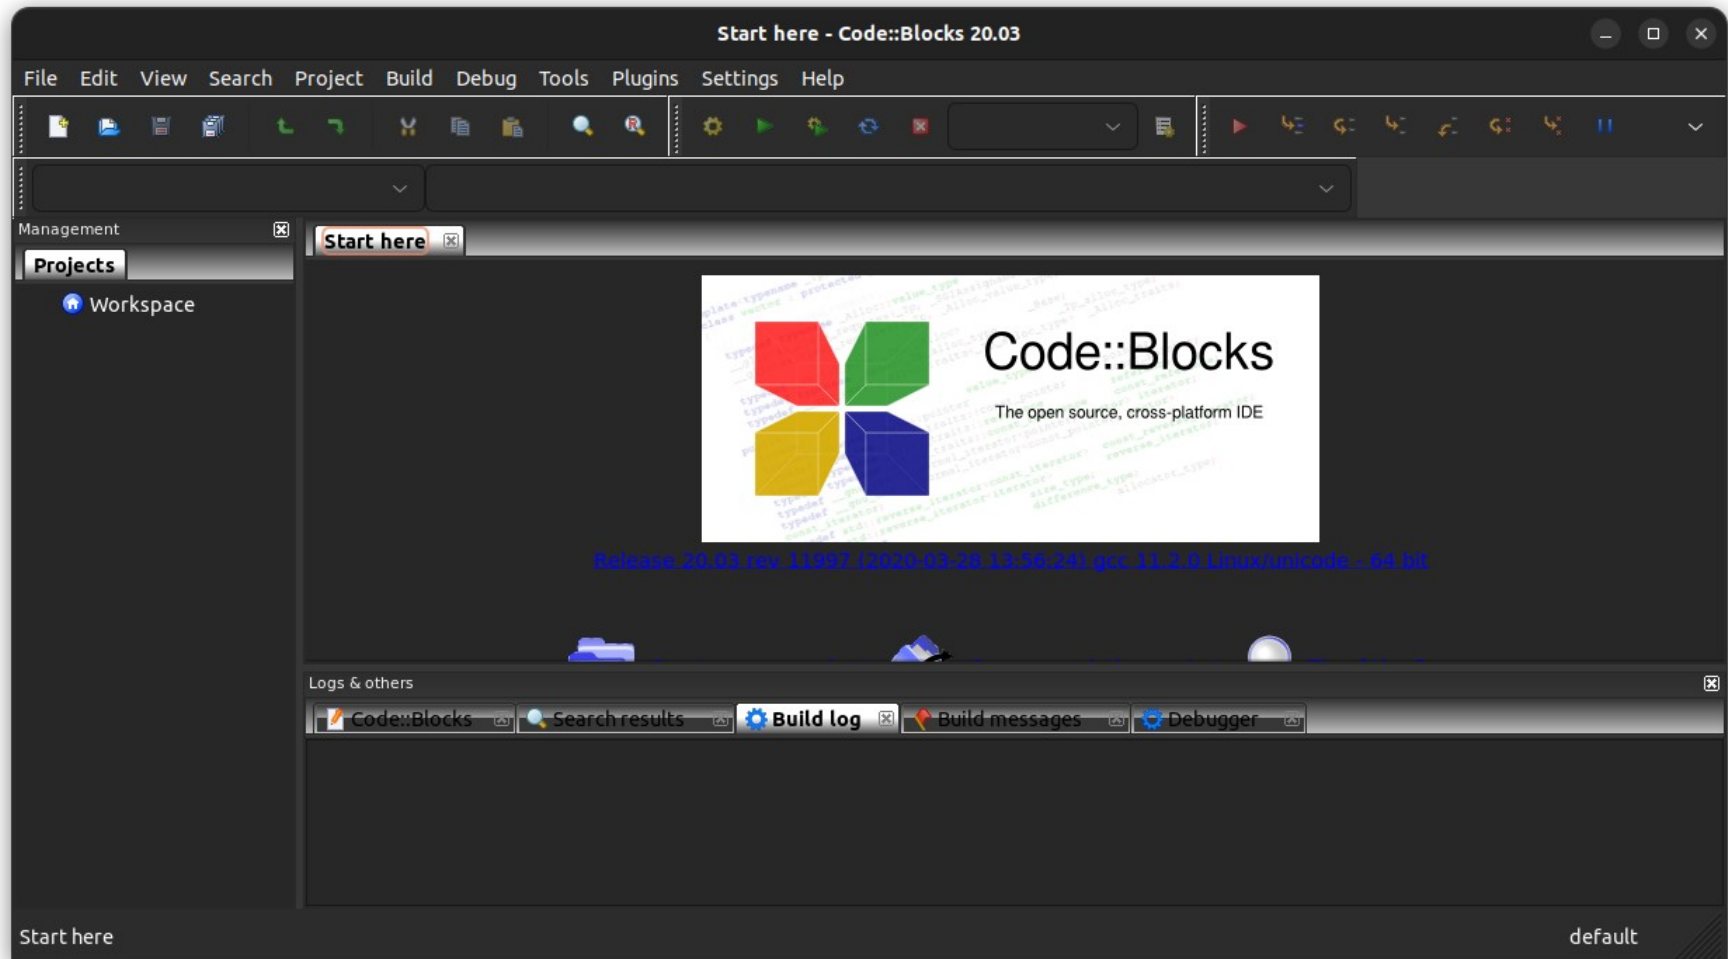 Start here - Code::Blocks 20.03
File Edit View Search Project Build Debug Tools Plugins Settings Help
Management
Start here
Projects
Workspace
Code::Blocks
The open source, cross-platform IDE
Release 20.03 rev 11997 (2020-03-28 13:56:24) gcc 11.2.0 Linux/unicode - 64 bit
Logs & others
Code::Blocks Search results Build log Build messages Debugger
Start here default